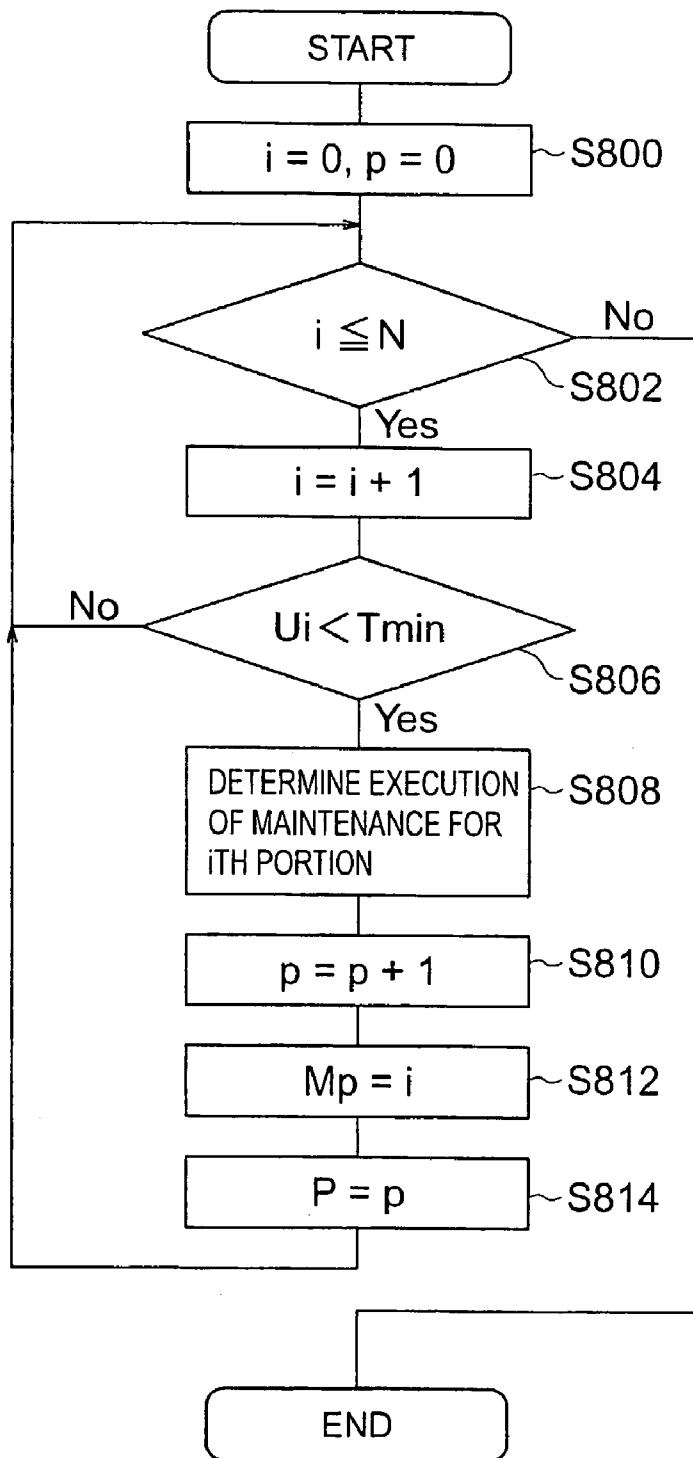 START
i = 0, p = 0
S800
i ≦ N
No
S802
Yes
i = i + 1
S804
No
Ui < Tmin
S806
Yes
DETERMINE EXECUTION
OF MAINTENANCE FOR
iTH PORTION
S808
p = p + 1
S810
Mp = i
S812
P = p
S814
END